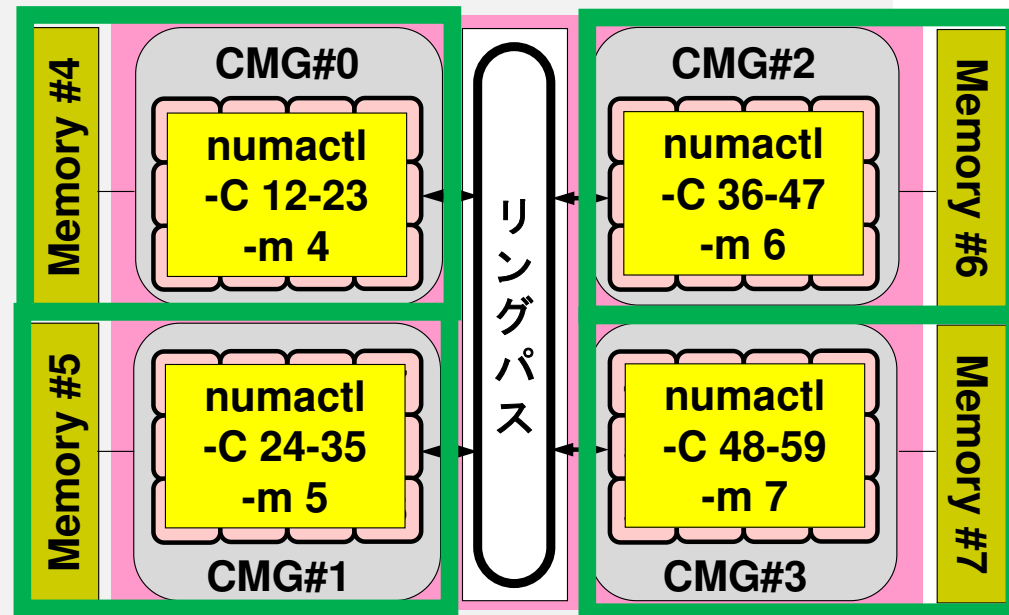 Memory #4
CMG#0
numactl
-C 12-23
-m 4
リングパス
CMG#2
numactl
-C 36-47
-m 6
Memory #6
Memory #5
numactl
-C 24-35
-m 5
CMG#1
numactl
-C 48-59
-m 7
CMG#3
Memory #7